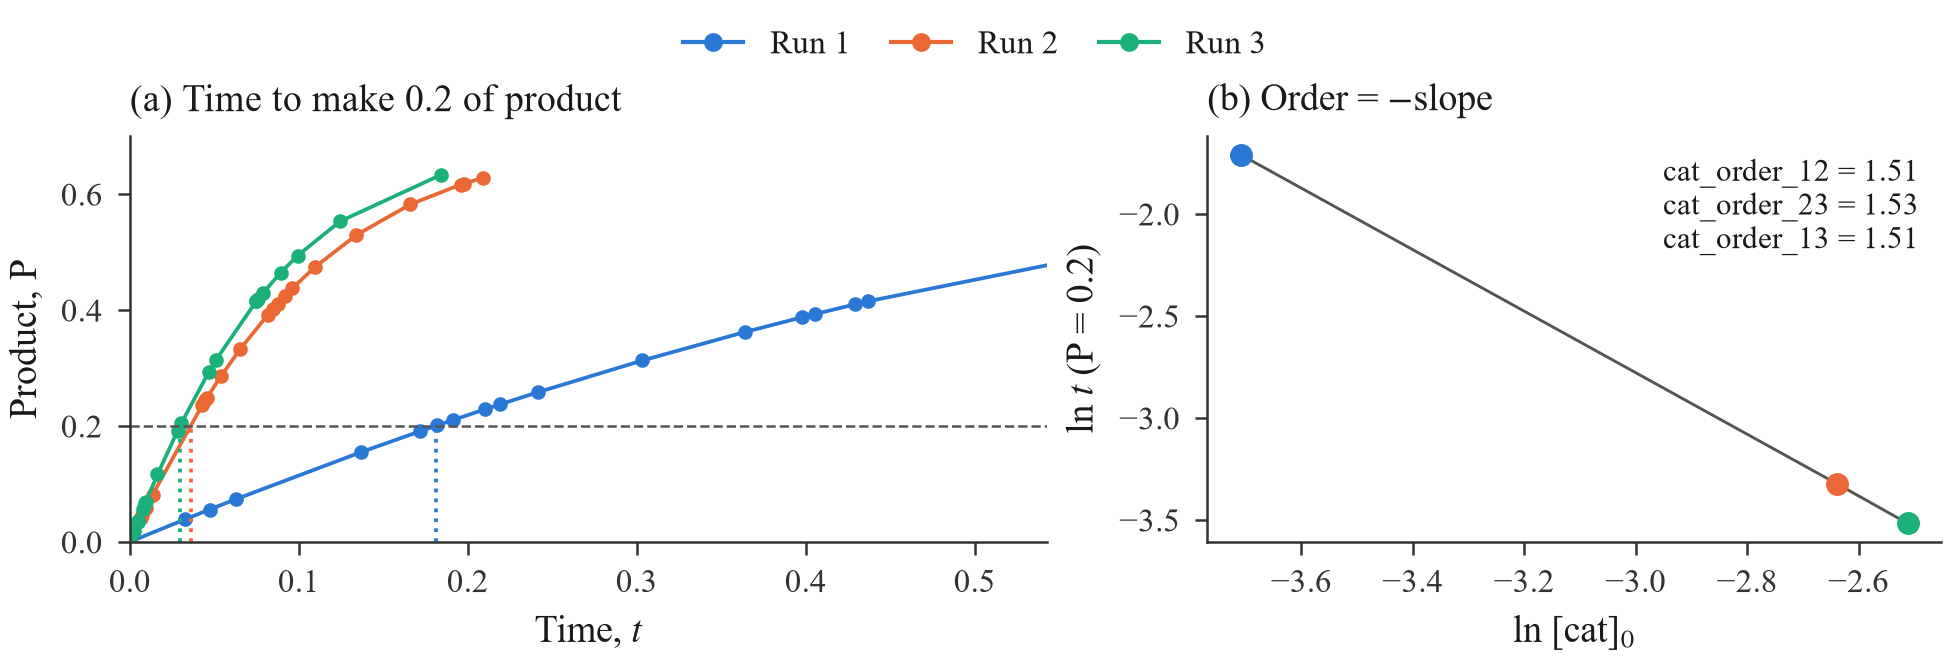 Run 1 Run 2 Run 3
(a) Time to make 0.2 of product
Product, P
0.6
0.4
0.2
0.0
0.0 0.1 0.2 0.3 0.4 0.5
Time, t
(b) Order = −slope
cat_order_12 = 1.51
cat_order_23 = 1.53
cat_order_13 = 1.51
ln t (P = 0.2)
−2.0
−2.5
−3.0
−3.5
−3.6 −3.4 −3.2 −3.0 −2.8 −2.6
ln [cat]₀